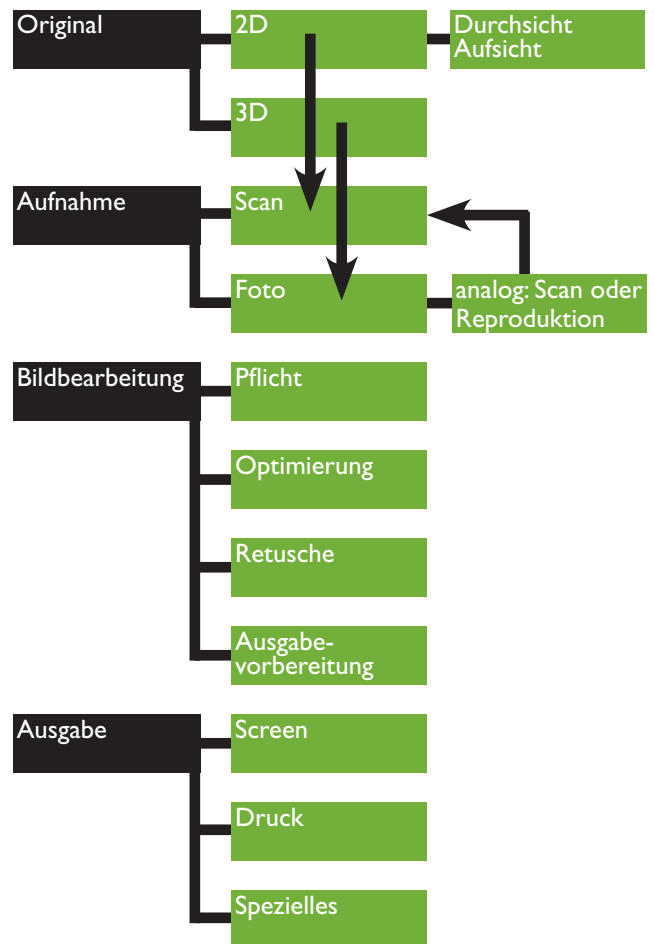 Original
2D
Durchsicht
Aufsicht
3D
Aufnahme
Scan
Foto
analog: Scan oder
Reproduktion
Bildbearbeitung
Pflicht
Optimierung
Retusche
Ausgabe-
vorbereitung
Ausgabe
Screen
Druck
Spezielles